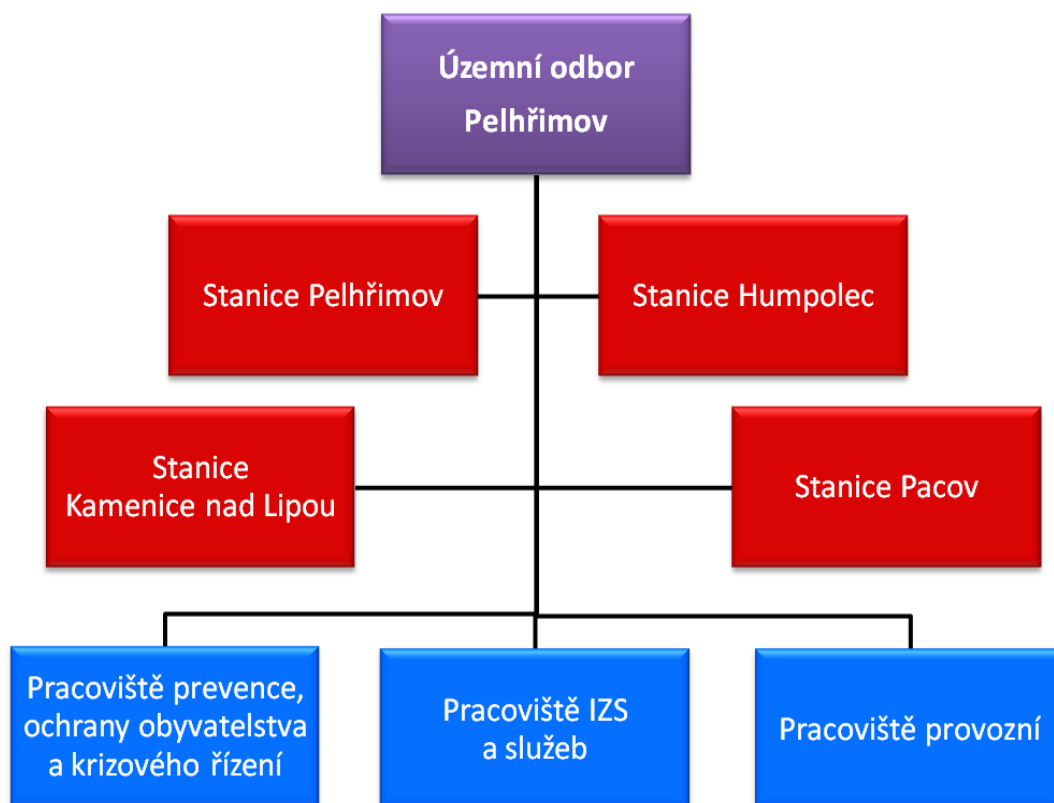 Územní odbor
Pelhřimov
Stanice Pelhřimov
Stanice Humpolec
Stanice
Kamenice nad Lipou
Stanice Pacov
Pracoviště prevence,
ochrany obyvatelstva
a krizového řízení
Pracoviště IZS
a služeb
Pracoviště provozní